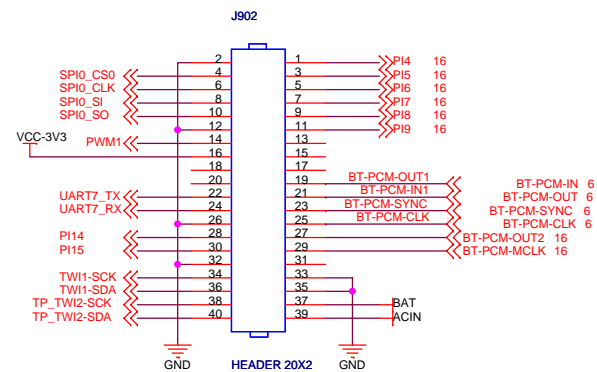 J902
2 1 PI4 16
SPI0_CS0 4 3 PI5 16
SPI0_CLK 6 5 PI6 16
SPI0_SI 8 7 PI7 16
SPI0_SO 10 9 PI8 16
12 11 PI9 16
VCC-3V3 PWM1 14 13
16 15
18 17
20 19 BT-PCM-OUT1 BT-PCM-IN 6
UART7_TX 22 21 BT-PCM-IN1 BT-PCM-OUT 6
UART7_RX 24 23 BT-PCM-SYNC BT-PCM-SYNC 6
26 25 BT-PCM-CLK BT-PCM-CLK 6
PI14 28 27 BT-PCM-OUT2 16
PI15 30 29 BT-PCM-MCLK 16
32 31
TWI1-SCK 34 33
TWI1-SDA 36 35
TP_TWI2-SCK 38 37 BAT
TP_TWI2-SDA 40 39 ACIN
GND HEADER 20X2 GND